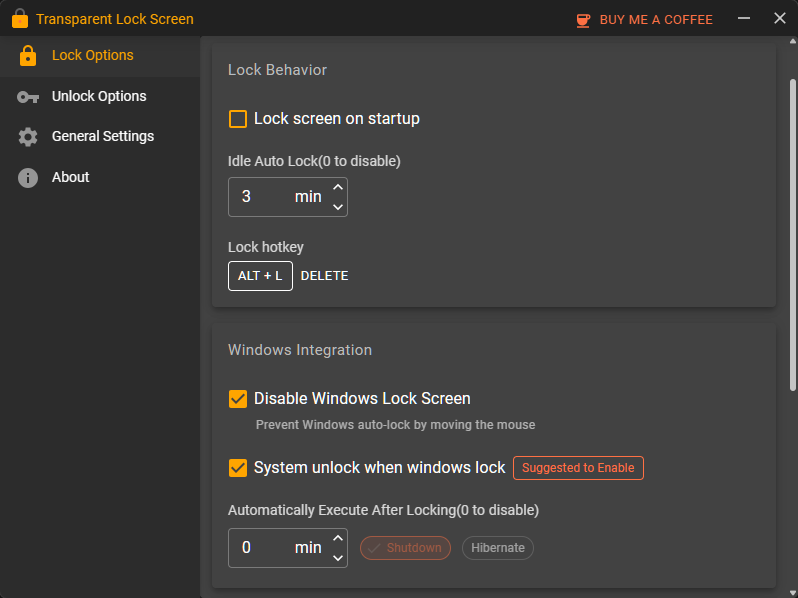 Transparent Lock Screen
BUY ME A COFFEE
Lock Options
Unlock Options
General Settings
About
Lock Behavior
Lock screen on startup
Idle Auto Lock(0 to disable)
3 min
Lock hotkey
ALT + L DELETE
Windows Integration
Disable Windows Lock Screen
Prevent Windows auto-lock by moving the mouse
System unlock when windows lock Suggested to Enable
Automatically Execute After Locking(0 to disable)
0 min Shutdown Hibernate